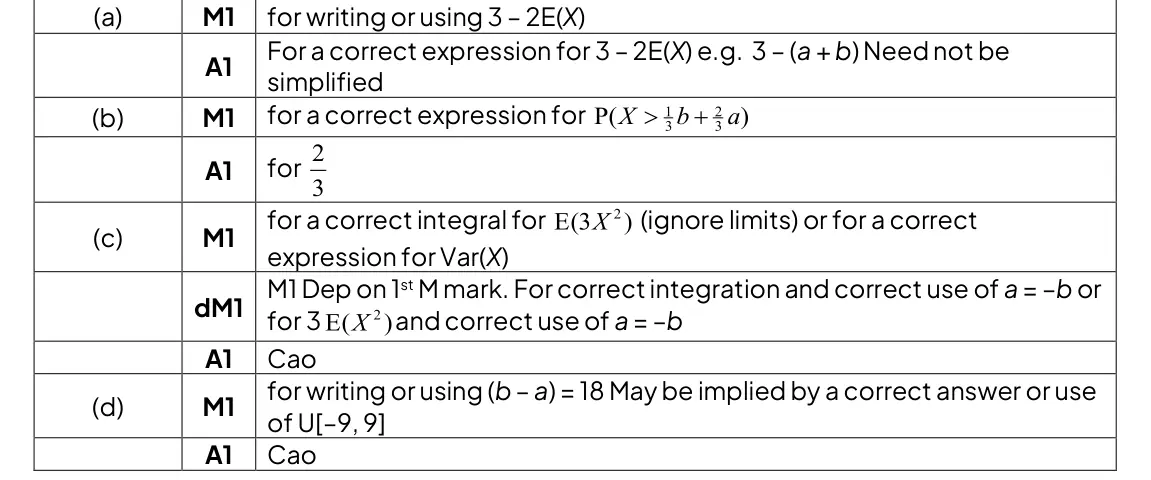 (a) M1 for writing or using 3 – 2E(X)
A1 For a correct expression for 3 – 2E(X) e.g. 3 – (a + b) Need not be
simplified
(b) M1 for a correct expression for P(X > 1/3 b + 2/3 a)
A1 for 2/3
(c) M1 for a correct integral for E(3X²) (ignore limits) or for a correct
expression for Var(X)
dM1 M1 Dep on 1st M mark. For correct integration and correct use of a = –b or
for 3 E(X²) and correct use of a = –b
A1 Cao
(d) M1 for writing or using (b – a) = 18 May be implied by a correct answer or use
of U[–9, 9]
A1 Cao